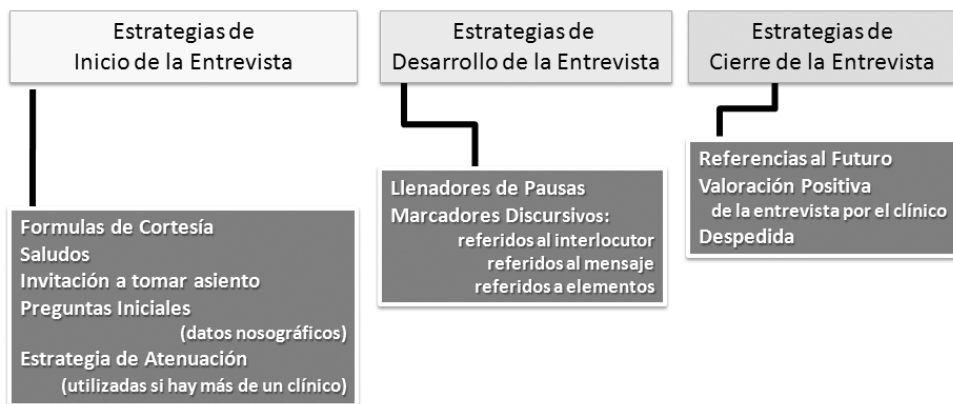 Estrategias de
Inicio de la Entrevista
Formulas de Cortesía
Saludos
Invitación a tomar asiento
Preguntas Iniciales
(datos nosográficos)
Estrategia de Atenuación
(utilizadas si hay más de un clínico)
Estrategias de
Desarrollo de la Entrevista
Llenadores de Pausas
Marcadores Discursivos:
referidos al interlocutor
referidos al mensaje
referidos a elementos
Estrategias de
Cierre de la Entrevista
Referencias al Futuro
Valoración Positiva
de la entrevista por el clínico
Despedida